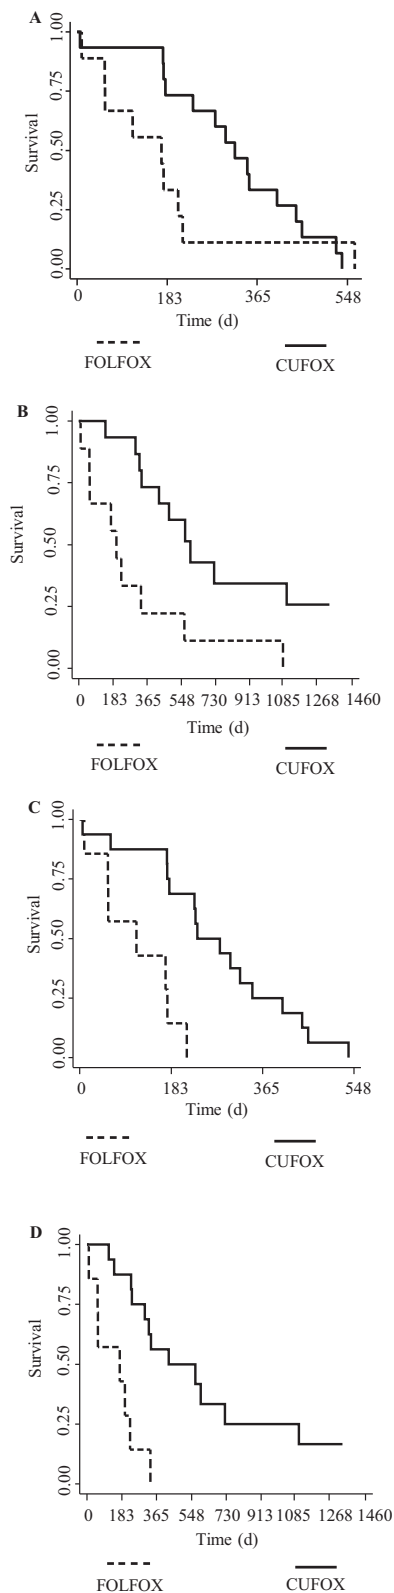 A
1.00
0.75
0.50
0.25
0.00
Survival
0 183 365 548
Time (d)
FOLFOX CUFOX
B
1.00
0.75
0.50
0.25
0.00
Survival
0 183 365 548 730 913 1085 1268 1460
Time (d)
FOLFOX CUFOX
C
1.00
0.75
0.50
0.25
0.00
Survival
0 183 365 548
Time (d)
FOLFOX CUFOX
D
1.00
0.75
0.50
0.25
0.00
Survival
0 183 365 548 730 913 1085 1268 1460
Time (d)
FOLFOX CUFOX